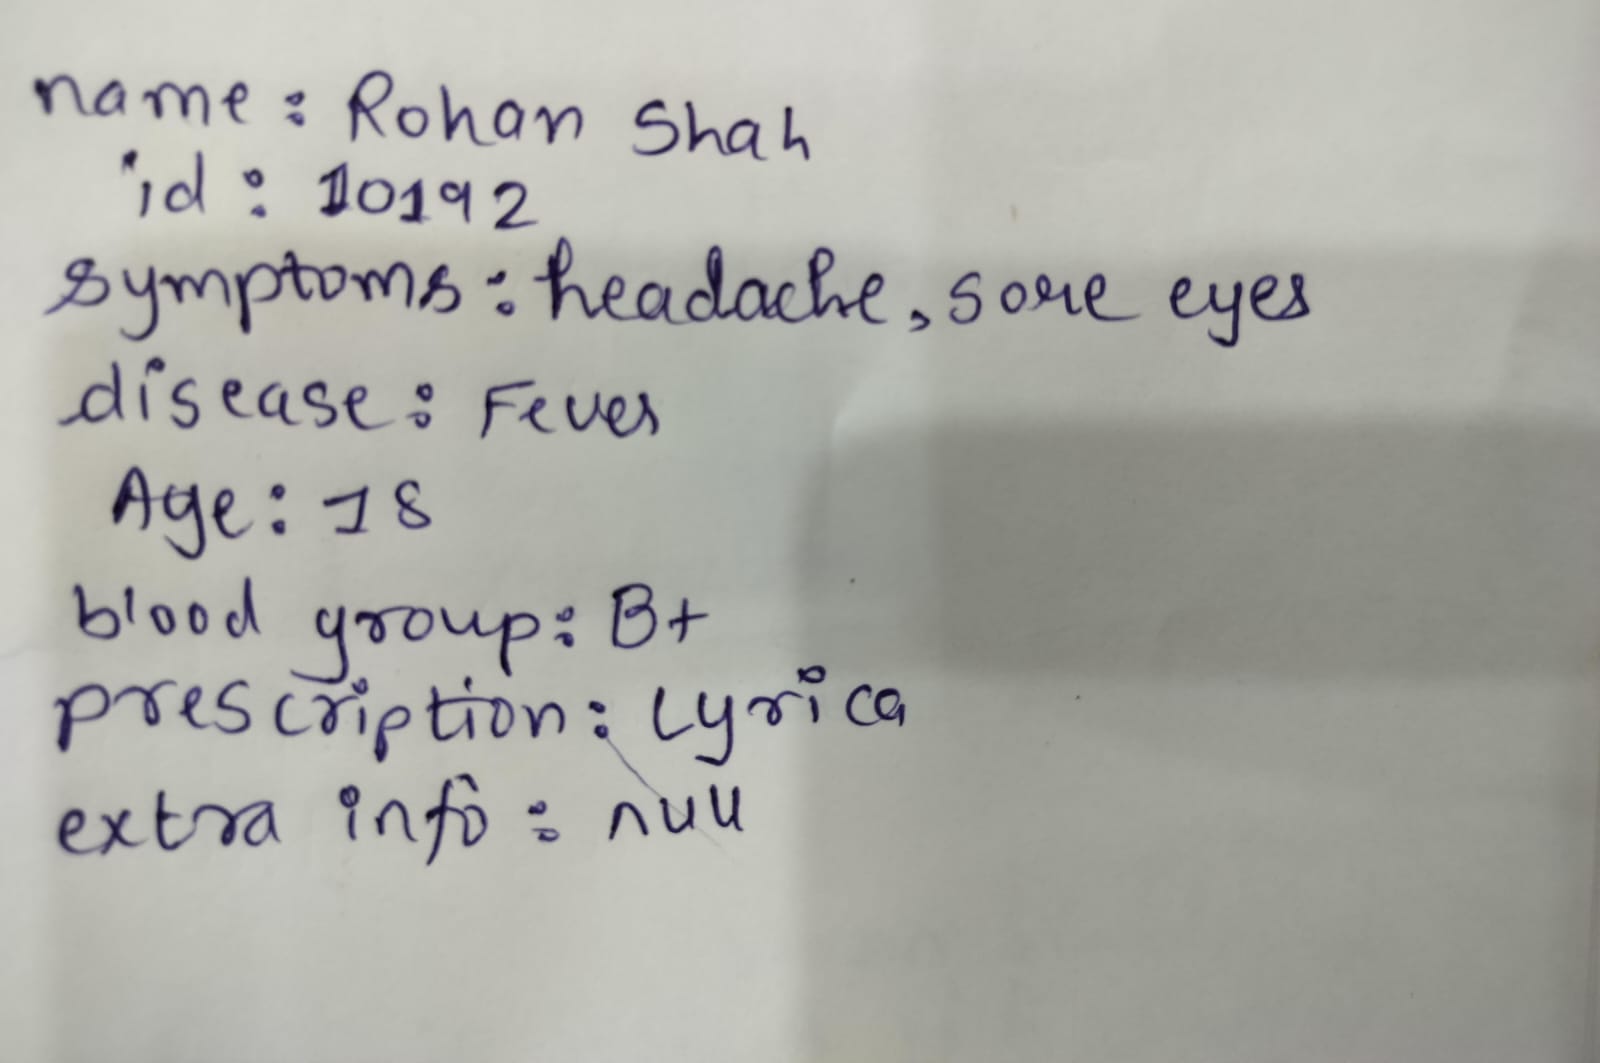 name: Rohan Shah
id: 10192
symptoms: headache, sore eyes
disease: Fever
Age: 18
blood group: B+
prescription: Lyrica
extra info: null